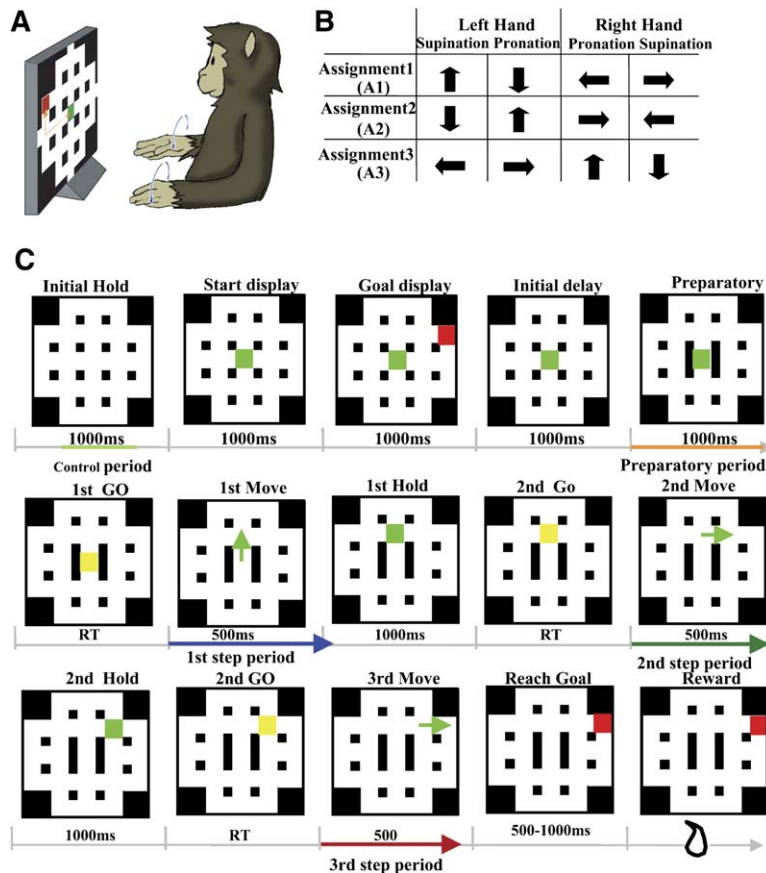 A
B
Left Hand Right Hand
Supination Pronation Pronation Supination
Assignment1
(A1)
Assignment2
(A2)
Assignment3
(A3)
C
Initial Hold Start display Goal display Initial delay Preparatory
1000ms 1000ms 1000ms 1000ms 1000ms
Control period Preparatory period
1st GO 1st Move 1st Hold 2nd Go 2nd Move
RT 500ms 1000ms RT 500ms
1st step period 2nd step period
2nd Hold 2nd GO 3rd Move Reach Goal Reward
1000ms RT 500 500-1000ms
3rd step period